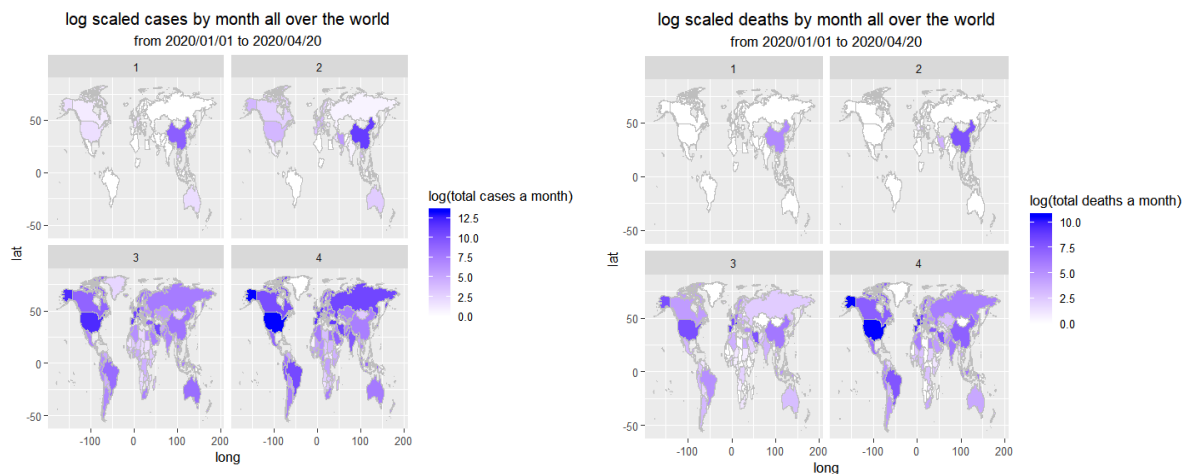 log scaled cases by month all over the world
from 2020/01/01 to 2020/04/20
1 2
50
0
-50
3 4
50
0
-50
lat
-100 0 100 200 -100 0 100 200
long
log(total cases a month)
12.5
10.0
7.5
5.0
2.5
0.0
log scaled deaths by month all over the world
from 2020/01/01 to 2020/04/20
1 2
50
0
-50
3 4
50
0
-50
lat
-100 0 100 200 -100 0 100 200
long
log(total deaths a month)
10.0
7.5
5.0
2.5
0.0